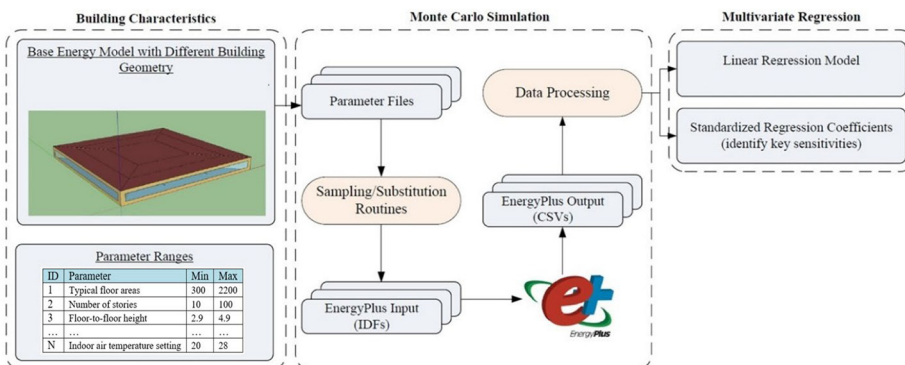 Building Characteristics
Base Energy Model with Different Building
Geometry
Parameter Ranges
ID Parameter Min Max
1 Typical floor areas 300 2200
2 Number of stories 10 100
3 Floor-to-floor height 2.9 4.9
... ... ... ...
N Indoor air temperature setting 20 28
Monte Carlo Simulation
Parameter Files
Sampling/Substitution
Routines
EnergyPlus Input
(IDFs)
e+
EnergyPlus
EnergyPlus Output
(CSVs)
Data Processing
Multivariate Regression
Linear Regression Model
Standardized Regression Coefficients
(identify key sensitivities)